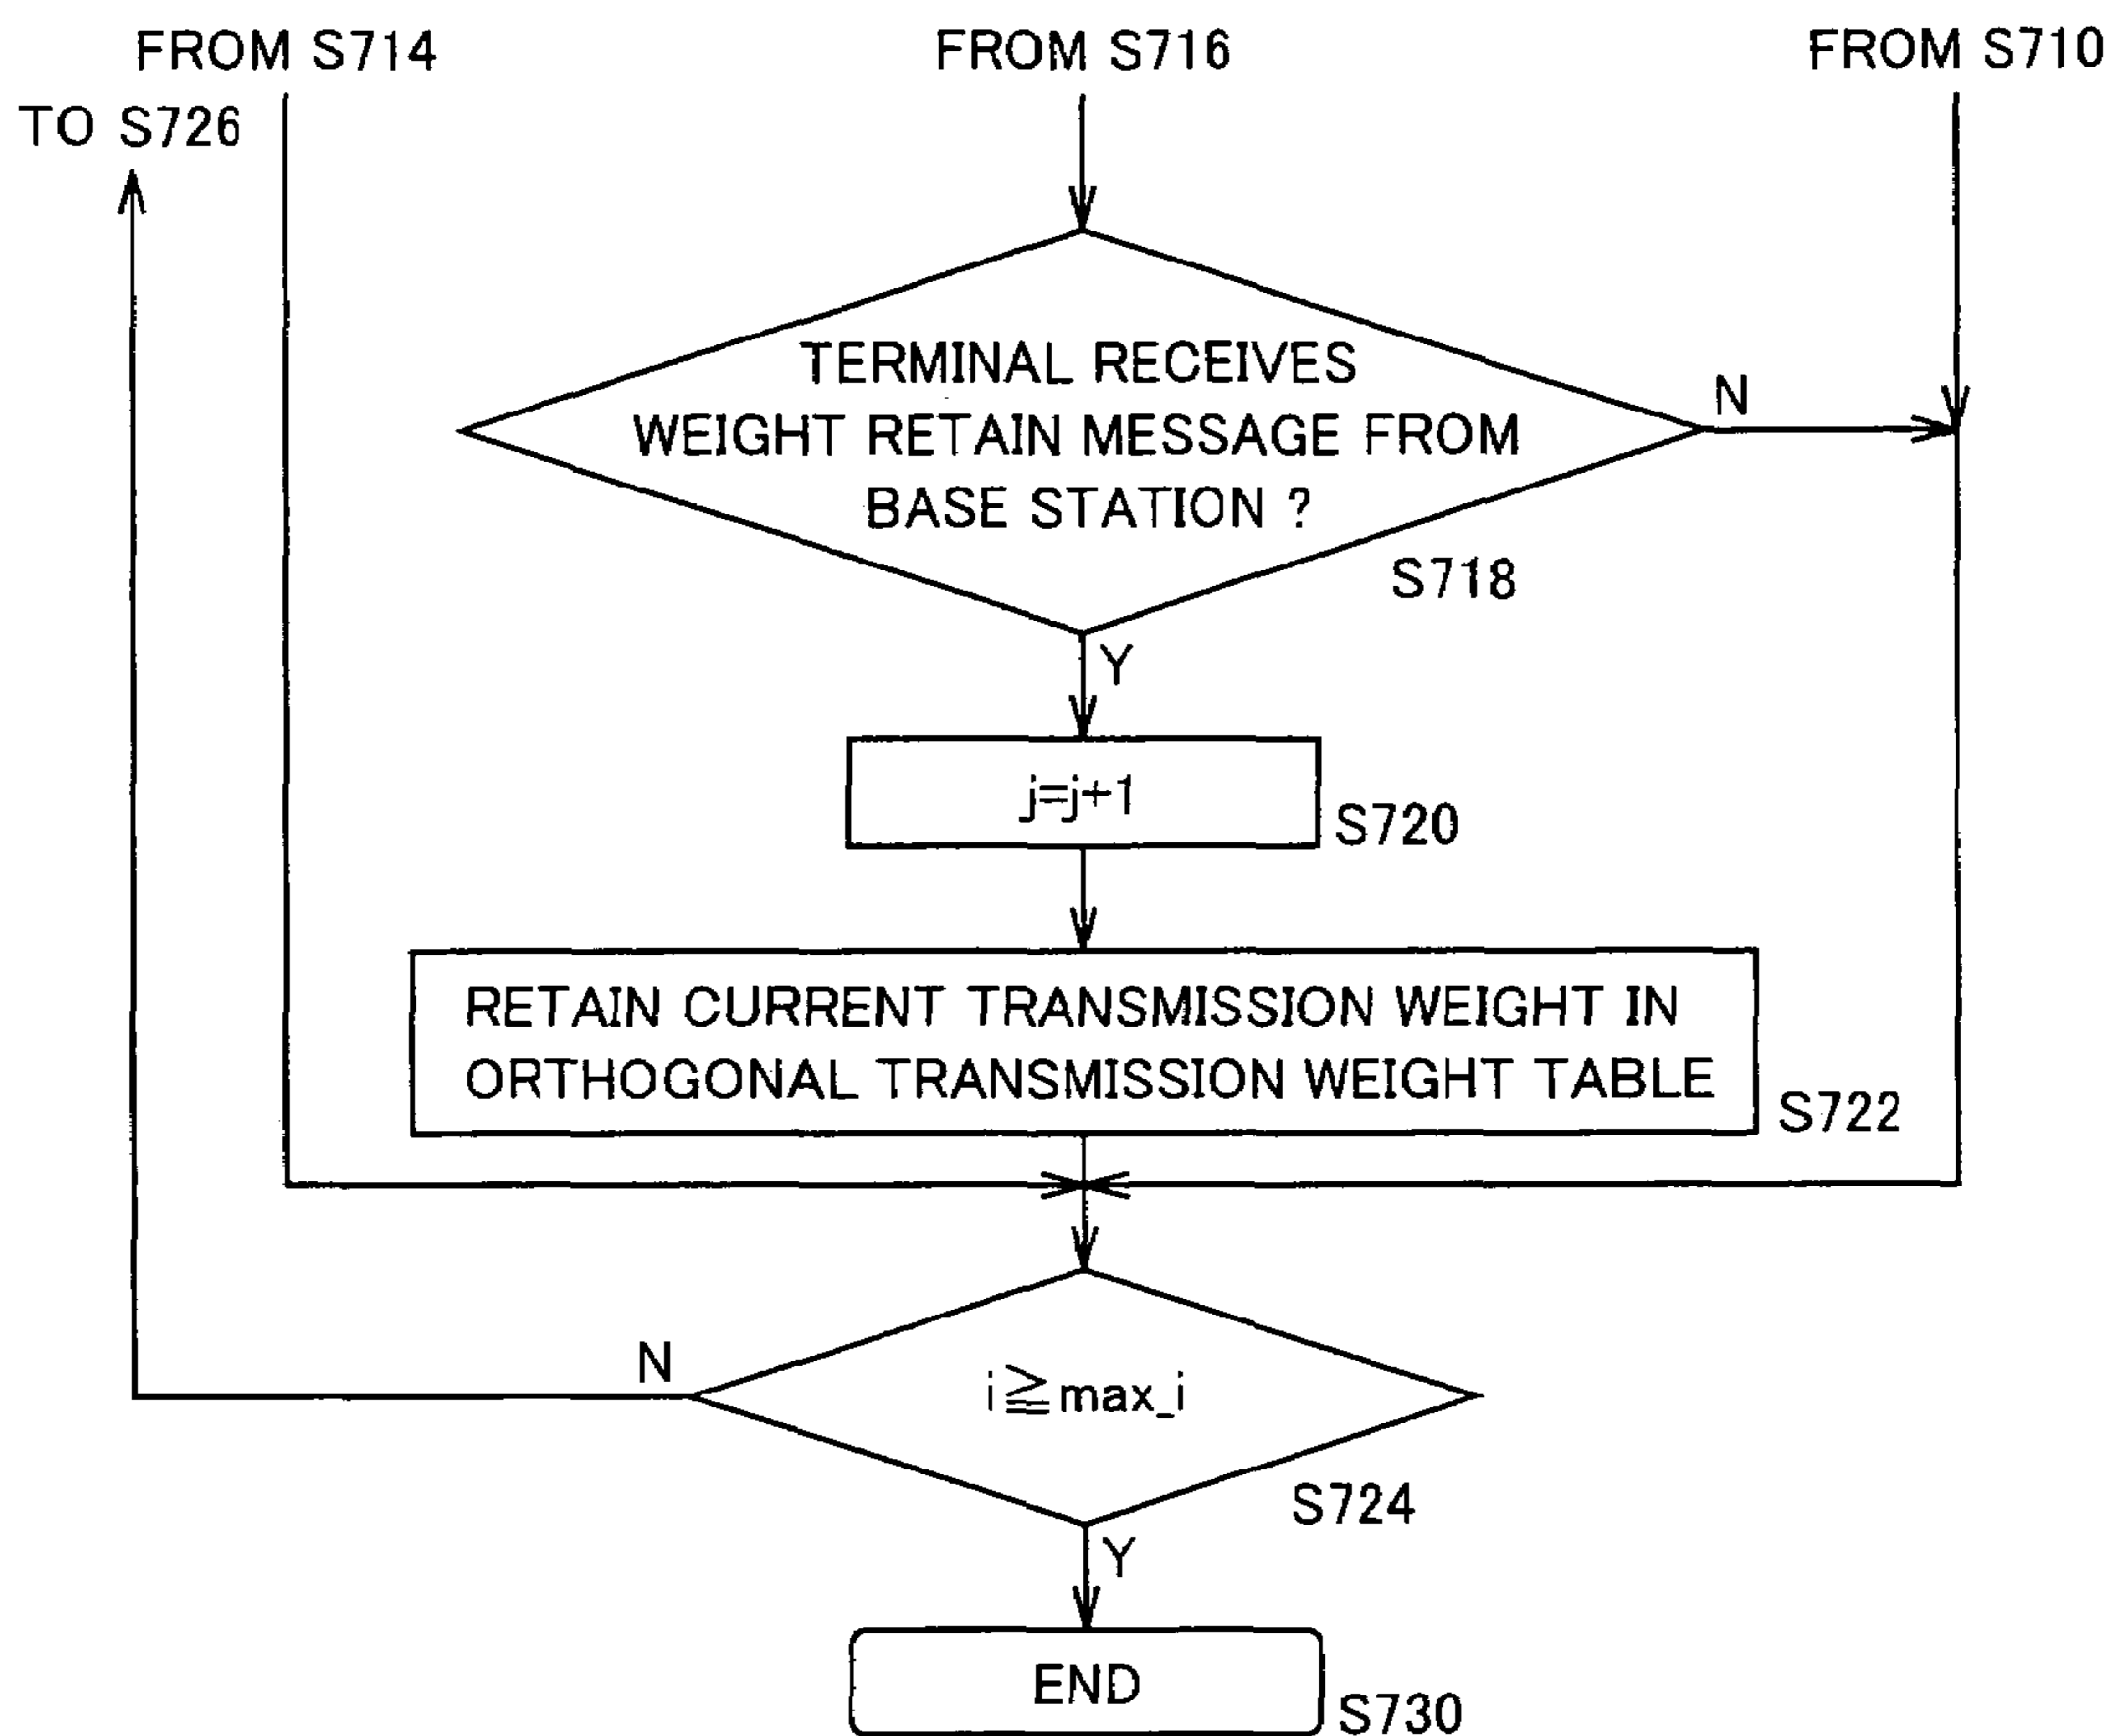 FROM S714
FROM S716
FROM S710
TO S726
TERMINAL RECEIVES
WEIGHT RETAIN MESSAGE FROM
BASE STATION ?
N
S718
Y
j=j+1
S720
RETAIN CURRENT TRANSMISSION WEIGHT IN
ORTHOGONAL TRANSMISSION WEIGHT TABLE
S722
N
i≧max_i
S724
Y
END
S730